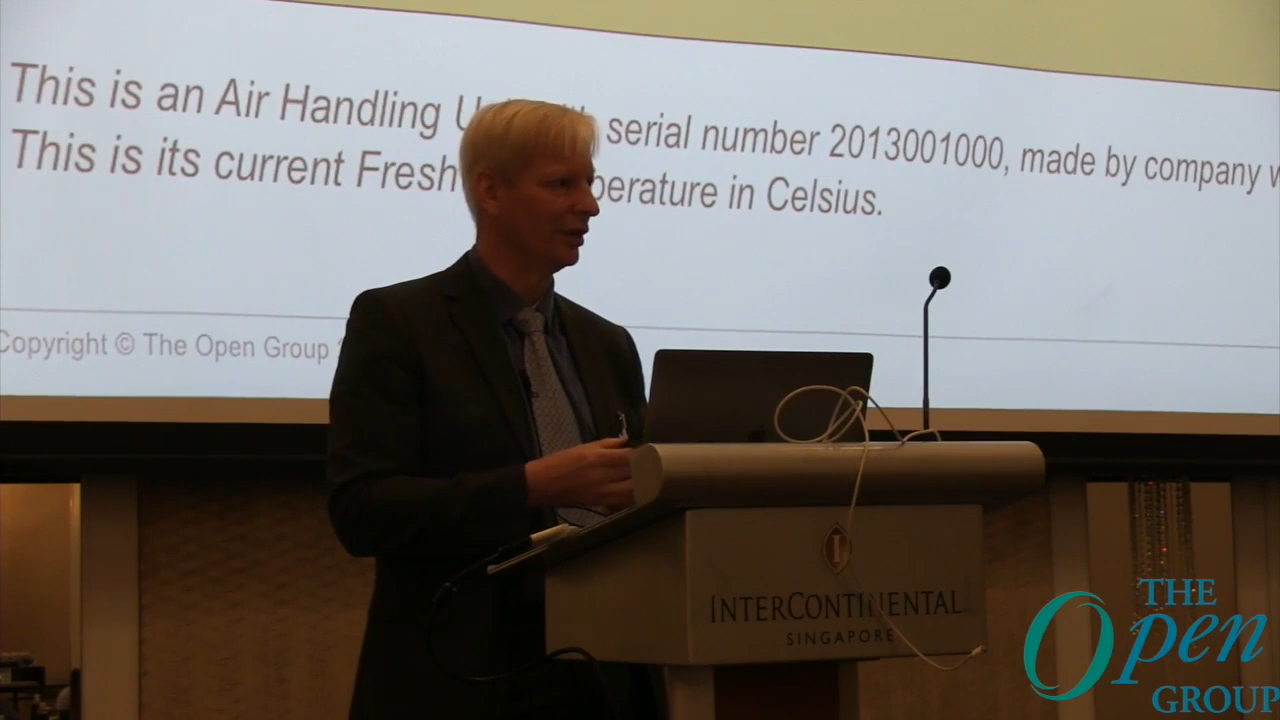 This is an Air Handling serial number 2013001000, made by company
This is its current Fresh perature in Celsius.
Copyright © The Open Group
I
INTERCONTINENTAL.
SINGAPORE
THE
Open
GROUP